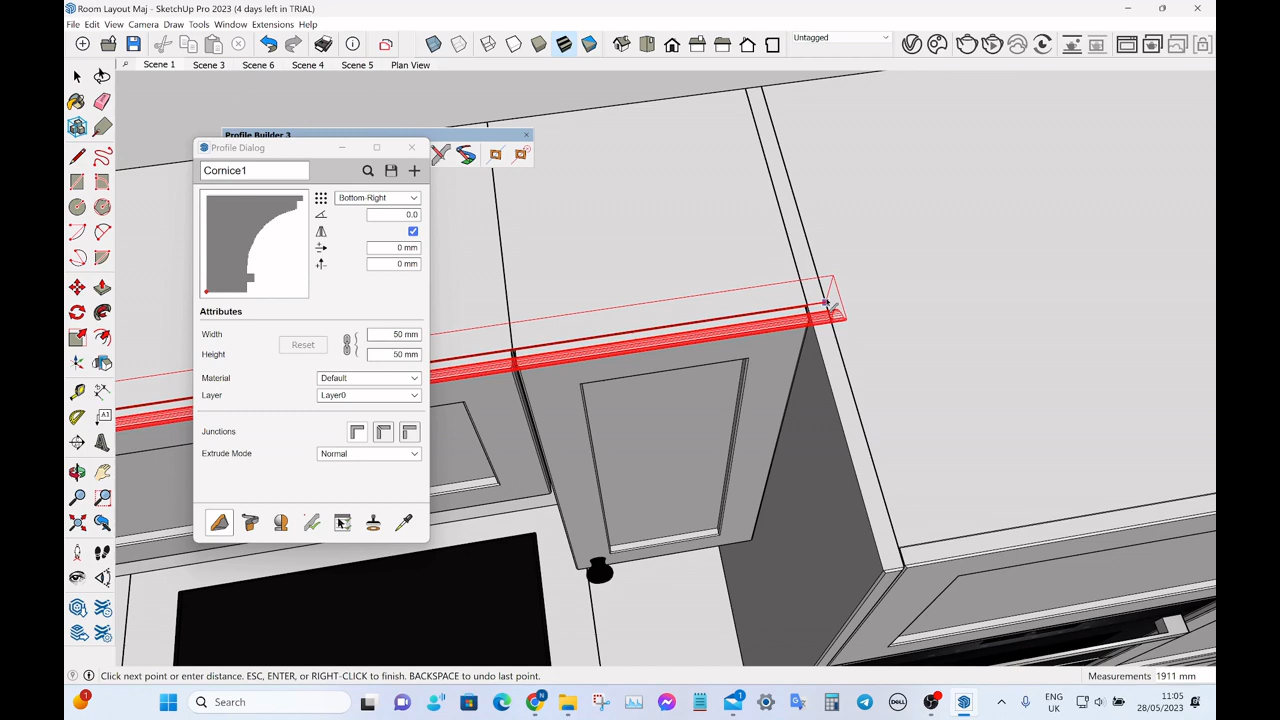 Room Layout Maj - SketchUp Pro 2023 (4 days left in TRIAL)
File Edit View Camera Draw Tools Window Extensions Help
Untagged
Scene 1 Scene 3 Scene 6 Scene 4 Scene 5 Plan View
Profile Builder 3
Profile Dialog
Cornice1
Bottom-Right
0.0
0 mm
0 mm
Attributes
Width 50 mm
Reset
Height 50 mm
Material Default
Layer Layer0
Junctions
Extrude Mode Normal
A1
Click next point or enter distance. ESC, ENTER, or RIGHT-CLICK to finish. BACKSPACE to undo last point. Measurements 1911 mm
1
Search
1
DELL
ENG
UK
11:05
28/05/2023